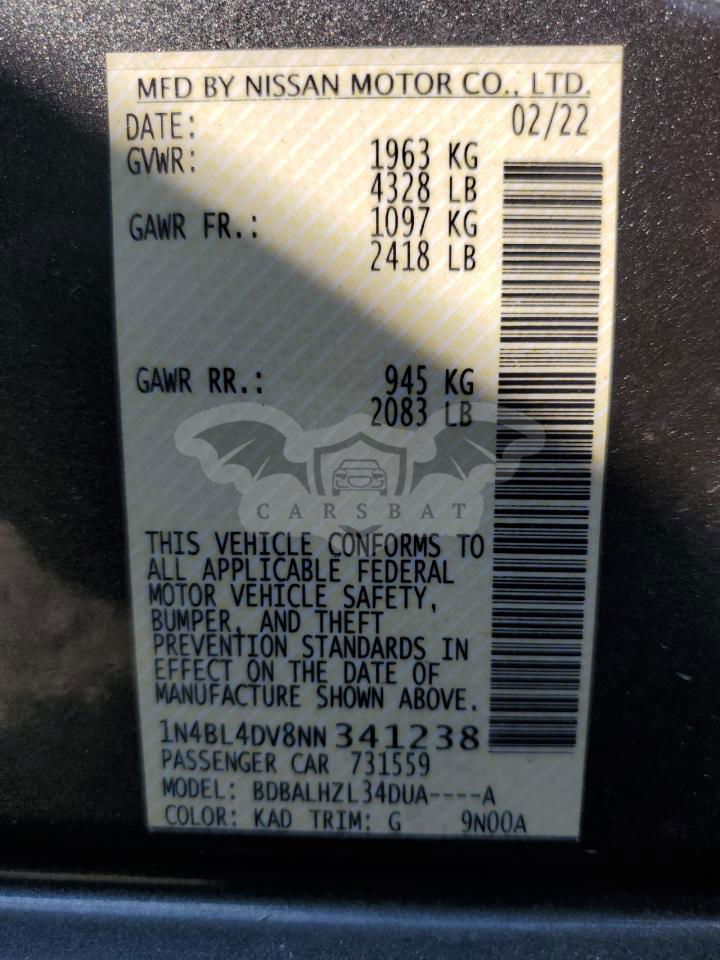 MFD BY NISSAN MOTOR CO., LTD.
DATE: 02/22
GVWR: 1963 KG
4328 LB
GAWR FR.: 1097 KG
2418 LB
GAWR RR.: 945 KG
2083 LB
CARSBAT
THIS VEHICLE CONFORMS TO
ALL APPLICABLE FEDERAL
MOTOR VEHICLE SAFETY,
BUMPER, AND THEFT
PREVENTION STANDARDS IN
EFFECT ON THE DATE OF
MANUFACTURE SHOWN ABOVE.
1N4BL4DV8NN341238
PASSENGER CAR 731559
MODEL: BDBALHZL34DUA----A
COLOR: KAD TRIM: G 9N00A